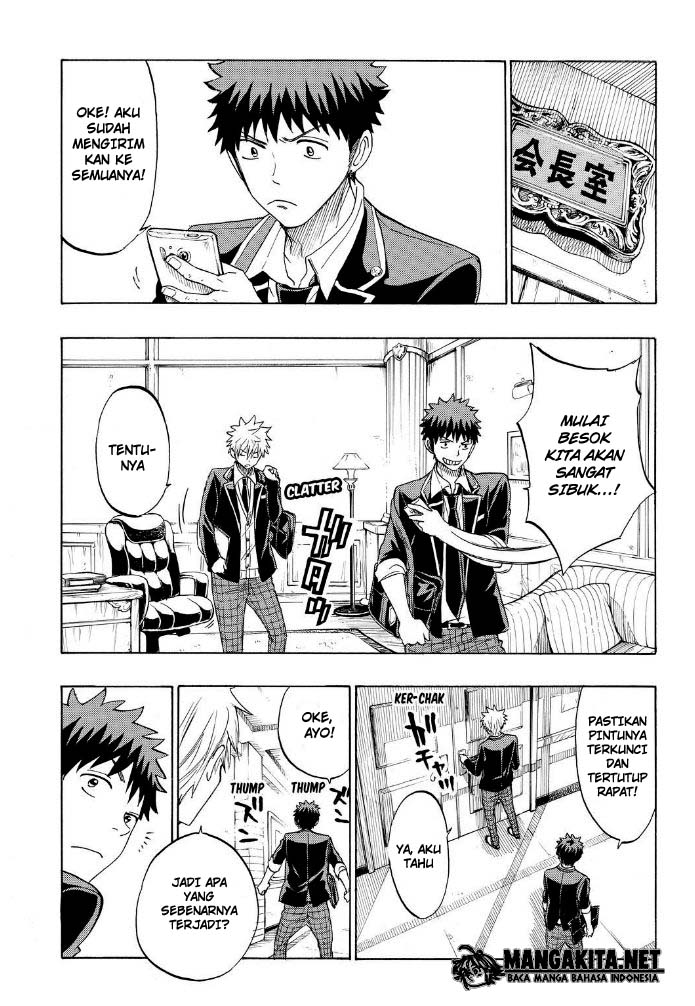 会長室
OKE! AKU
SUDAH
MENGIRIM
KAN KE
SEMUANYA!
MULAI
BESOK
KITA AKAN
SANGAT
SIBUK...!
CLATTER
ガタッ
TENTU-
NYA
PASTIKAN
PINTUNYA
TERKUNCI
DAN
TERTUTUP
RAPAT!
KER-CHAK
ガチャ
YA, AKU
TAHU
OKE,
AYO!
THUMP
THUMP
ズン
ズン
JADI APA
YANG
SEBENARNYA
TERJADI?
MANGAKITA.NET
BACA MANGA BAHASA INDONESIA